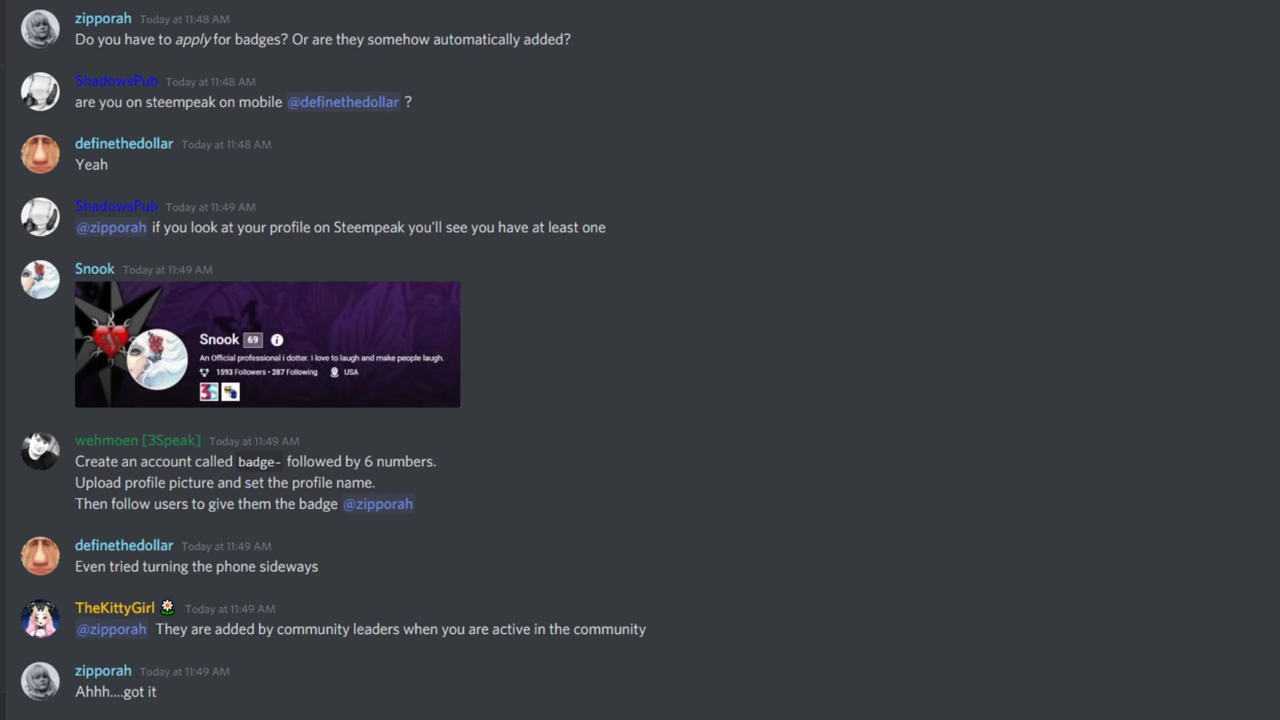 zipporah Today at 11:48 AM
Do you have to apply for badges? Or are they somehow automatically added?
ShadowsPub Today at 11:48 AM
are you on steempeak on mobile @definethedollar ?
definethedollar Today at 11:48 AM
Yeah
ShadowsPub Today at 11:49 AM
@zipporah if you look at your profile on Steempeak you'll see you have at least one
Snook Today at 11:49 AM
Snook 69 i
An Official professional i dotter. I love to laugh and make people laugh.
1593 Followers • 287 Following USA
wehmoen [3Speak] Today at 11:49 AM
Create an account called badge- followed by 6 numbers.
Upload profile picture and set the profile name.
Then follow users to give them the badge @zipporah
definethedollar Today at 11:49 AM
Even tried turning the phone sideways
TheKittyGirl Today at 11:49 AM
@zipporah They are added by community leaders when you are active in the community
zipporah Today at 11:49 AM
Ahhh....got it